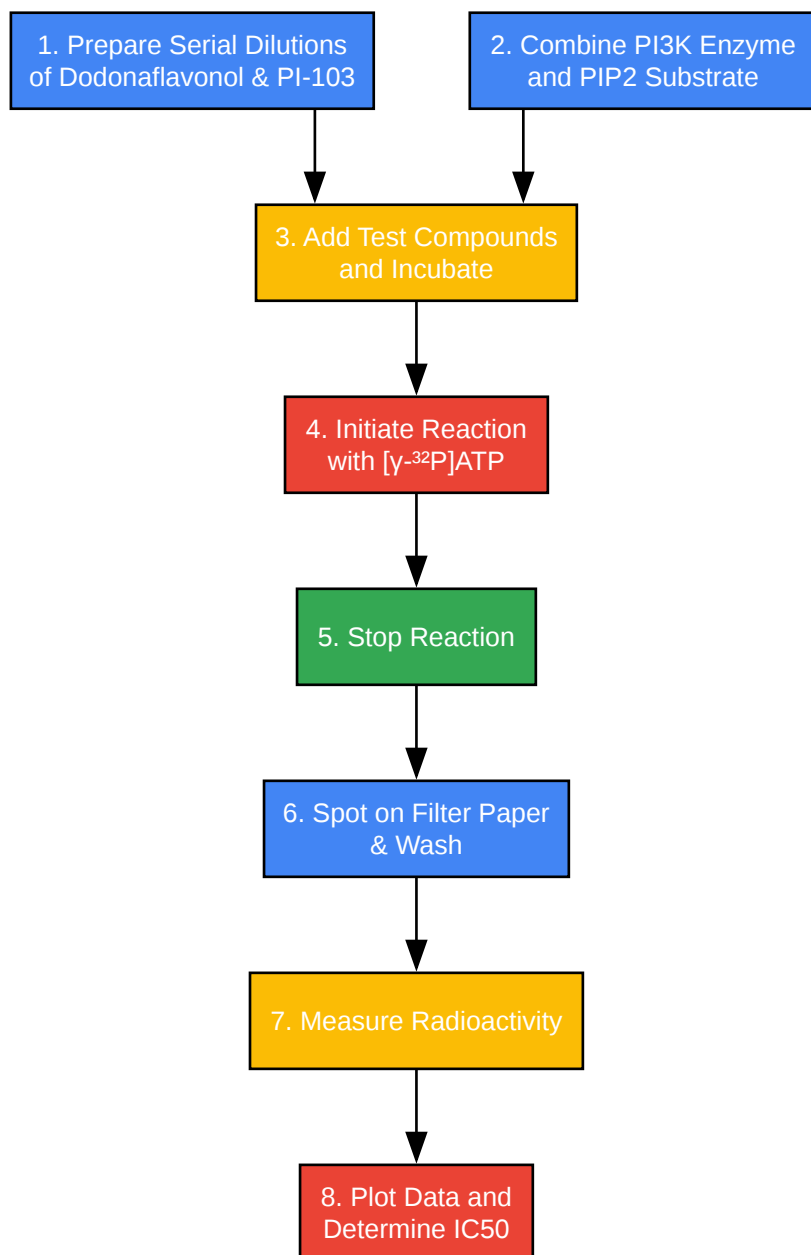 1. Prepare Serial Dilutions
of Dodonaflavonol & PI-103
2. Combine PI3K Enzyme
and PIP2 Substrate
3. Add Test Compounds
and Incubate
4. Initiate Reaction
with [γ-³²P]ATP
5. Stop Reaction
6. Spot on Filter Paper
& Wash
7. Measure Radioactivity
8. Plot Data and
Determine IC50